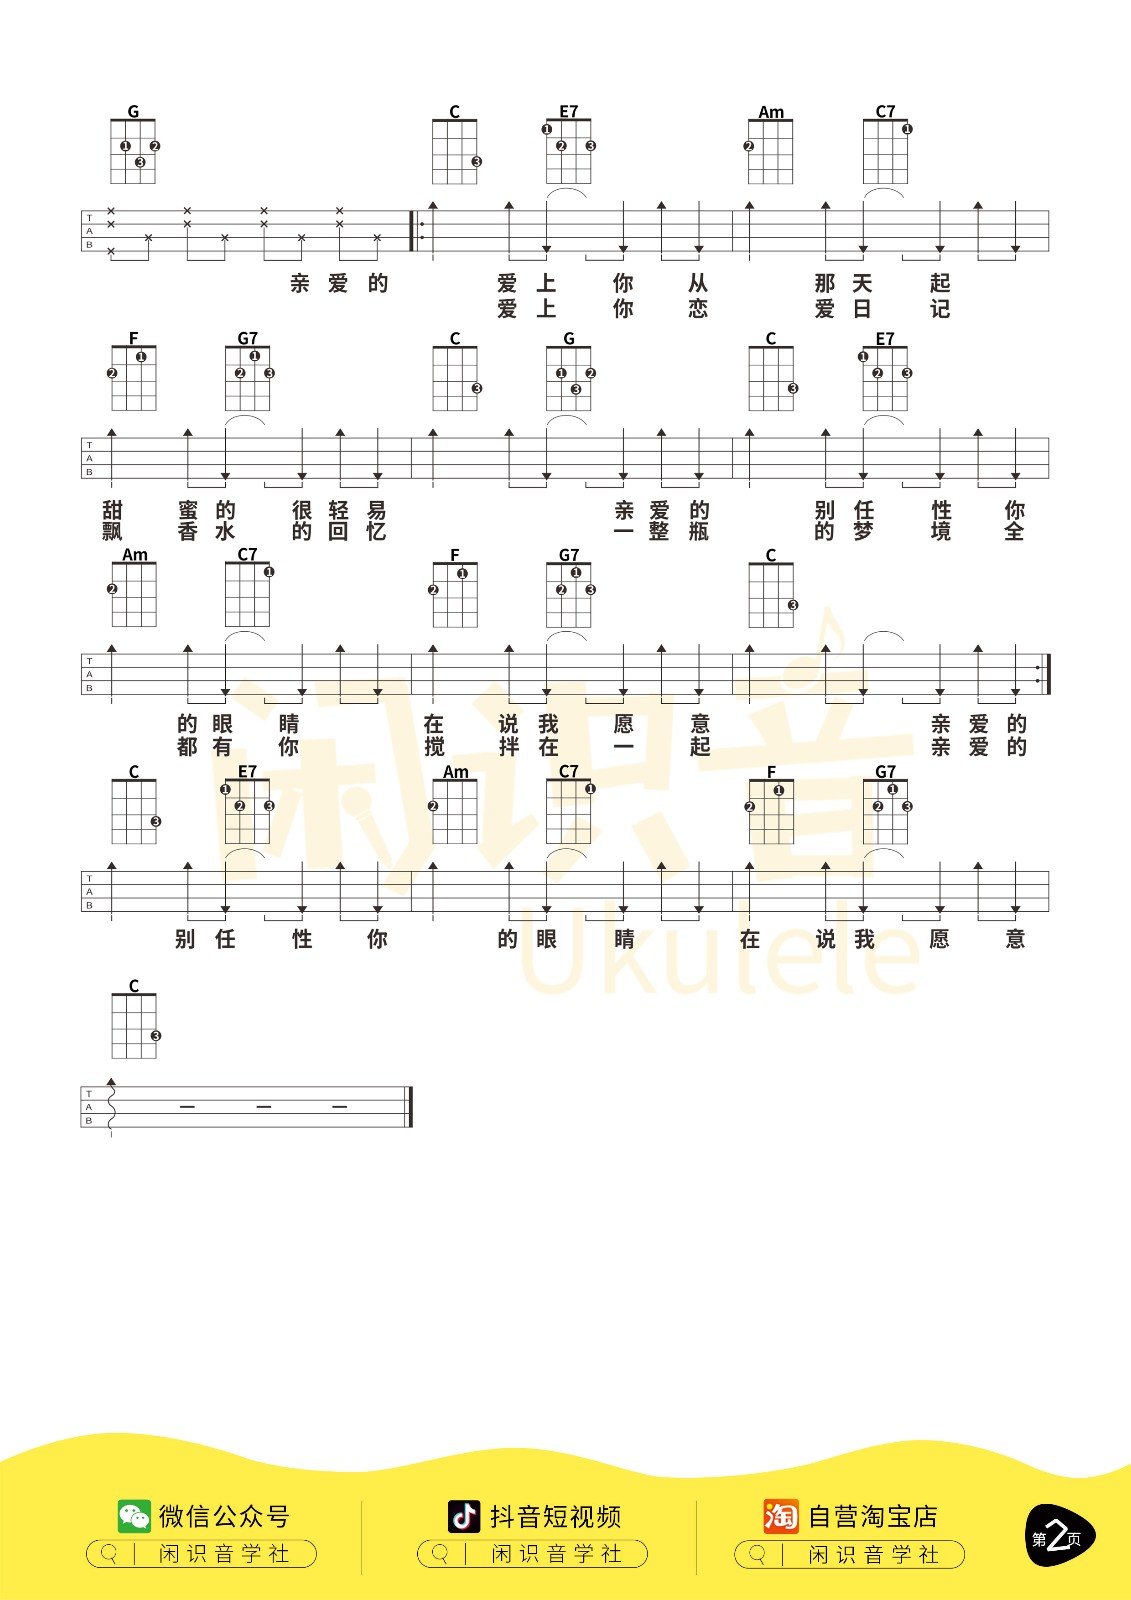 G C E7 Am C7
亲 爱 的 爱 上 你 从 那 天 起
爱 上 你 恋 爱 日 记
F G7 C G C E7
甜 蜜 的 很 轻 易 亲 爱 的 别 任 性 你
飘 香 水 的 回 忆 一 整 瓶 的 梦 境 全
Am C7 F G7 C
的 眼 睛 在 说 我 愿 意 亲 爱 的
都 有 你 搅 拌 在 一 起 亲 爱 的
C E7 Am C7 F G7
别 任 性 你 的 眼 睛 在 说 我 愿 意
C
闲识音
Ukulele
微信公众号 抖音短视频 淘 自营淘宝店
闲识音学社 闲识音学社 闲识音学社
第2页